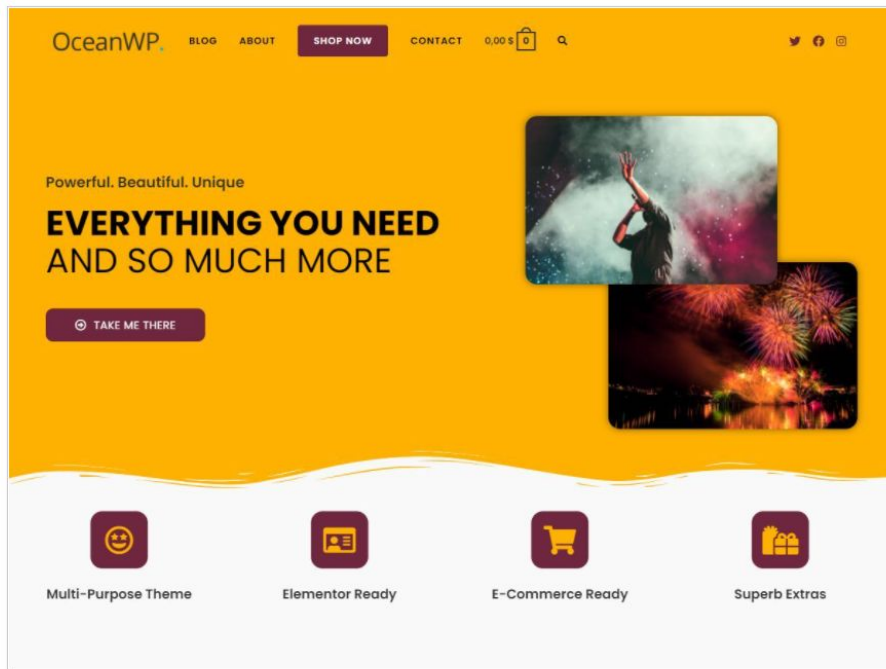 OceanWP.
BLOG ABOUT SHOP NOW CONTACT 0,00 $ 0
Powerful. Beautiful. Unique
EVERYTHING YOU NEED
AND SO MUCH MORE
TAKE ME THERE
Multi-Purpose Theme
Elementor Ready
E-Commerce Ready
Superb Extras